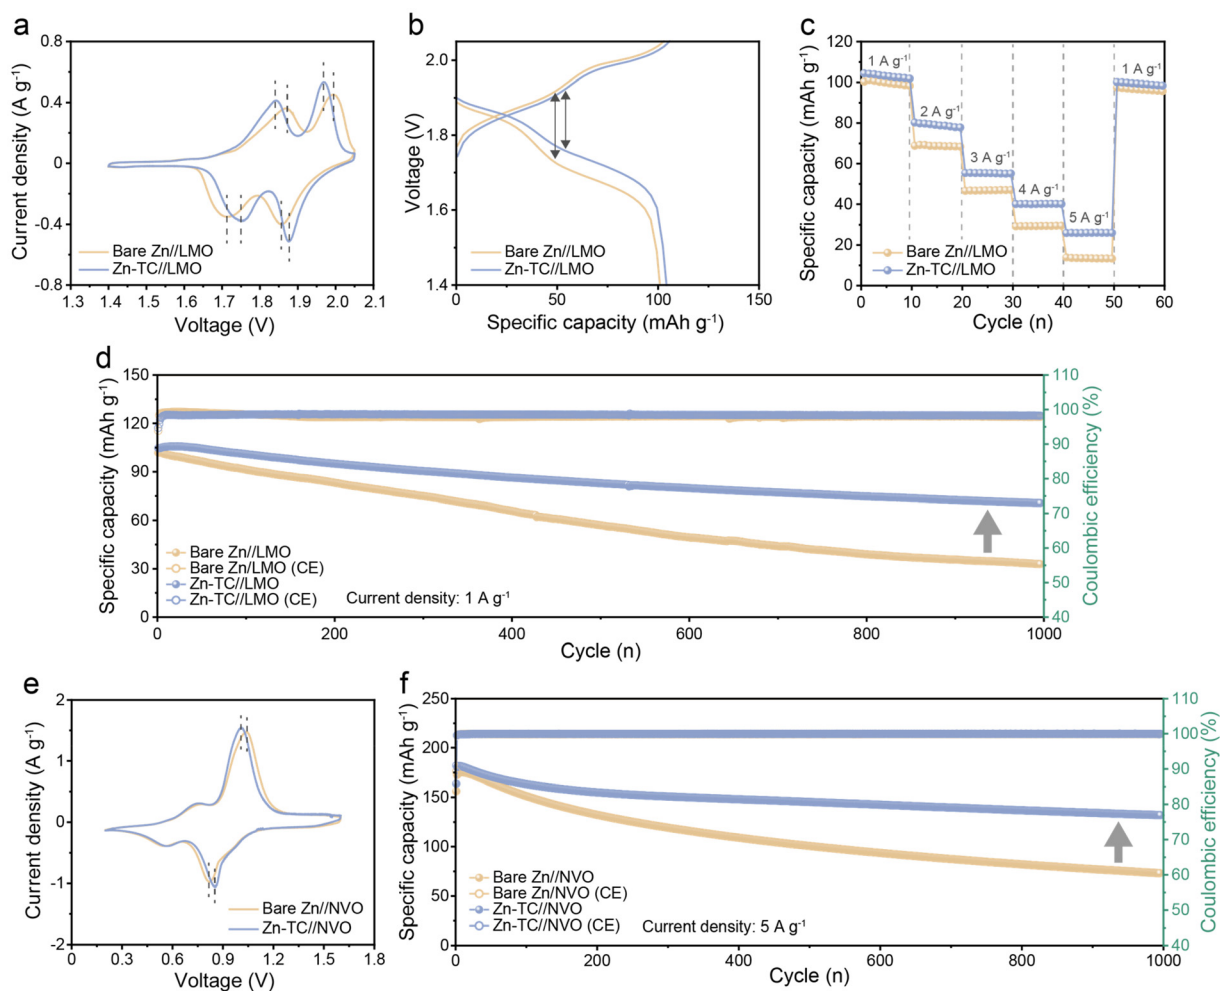 a
0.8
0.4
0
-0.4
-0.8
Current density (A g⁻¹)
Bare Zn//LMO
Zn-TC//LMO
1.3 1.4 1.5 1.6 1.7 1.8 1.9 2.0 2.1
Voltage (V)
b
2.0
1.8
1.6
1.4
Voltage (V)
Bare Zn//LMO
Zn-TC//LMO
0 50 100 150
Specific capacity (mAh g⁻¹)
c
120
100
80
60
40
20
0
Specific capacity (mAh g⁻¹)
1 A g⁻¹
2 A g⁻¹
3 A g⁻¹
4 A g⁻¹
5 A g⁻¹
1 A g⁻¹
Bare Zn//LMO
Zn-TC//LMO
0 10 20 30 40 50 60
Cycle (n)
d
150
120
90
60
30
0
Specific capacity (mAh g⁻¹)
Bare Zn//LMO
Bare Zn/LMO (CE)
Zn-TC//LMO
Zn-TC//LMO (CE)
Current density: 1 A g⁻¹
110
100
90
80
70
60
50
40
Coulombic efficiency (%)
0 200 400 600 800 1000
Cycle (n)
e
2
1
0
-1
-2
Current density (A g⁻¹)
Bare Zn//NVO
Zn-TC//NVO
0 0.3 0.6 0.9 1.2 1.5 1.8
Voltage (V)
f
250
225
200
175
150
125
100
75
50
25
0
Specific capacity (mAh g⁻¹)
Bare Zn//NVO
Bare Zn/NVO (CE)
Zn-TC//NVO
Zn-TC//NVO (CE)
Current density: 5 A g⁻¹
110
100
90
80
70
60
50
40
Coulombic efficiency (%)
0 200 400 600 800 1000
Cycle (n)